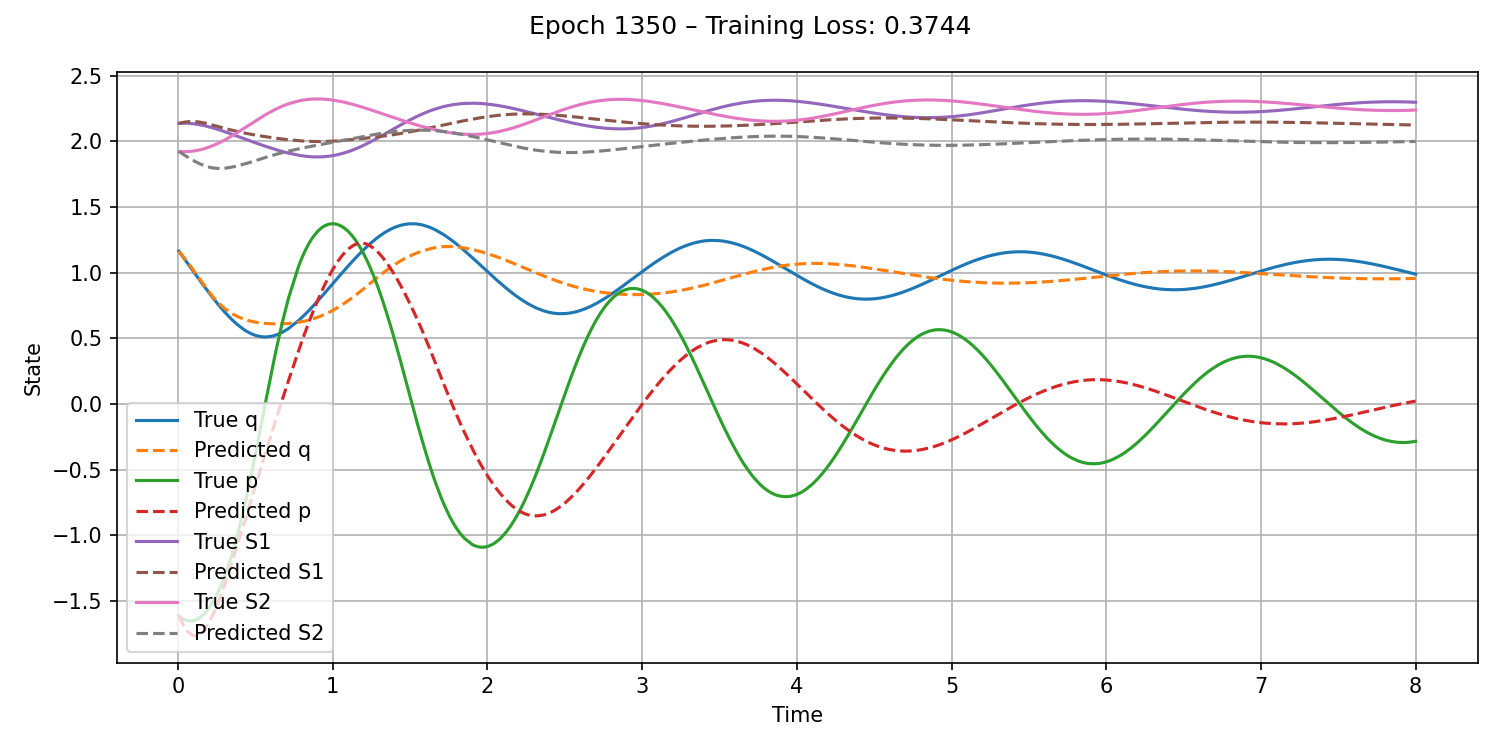 Epoch 1350 – Training Loss: 0.3744
2.5
2.0
1.5
1.0
0.5
0.0
−0.5
−1.0
−1.5
State
True q
Predicted q
True p
Predicted p
True S1
Predicted S1
True S2
Predicted S2
0 1 2 3 4 5 6 7 8
Time